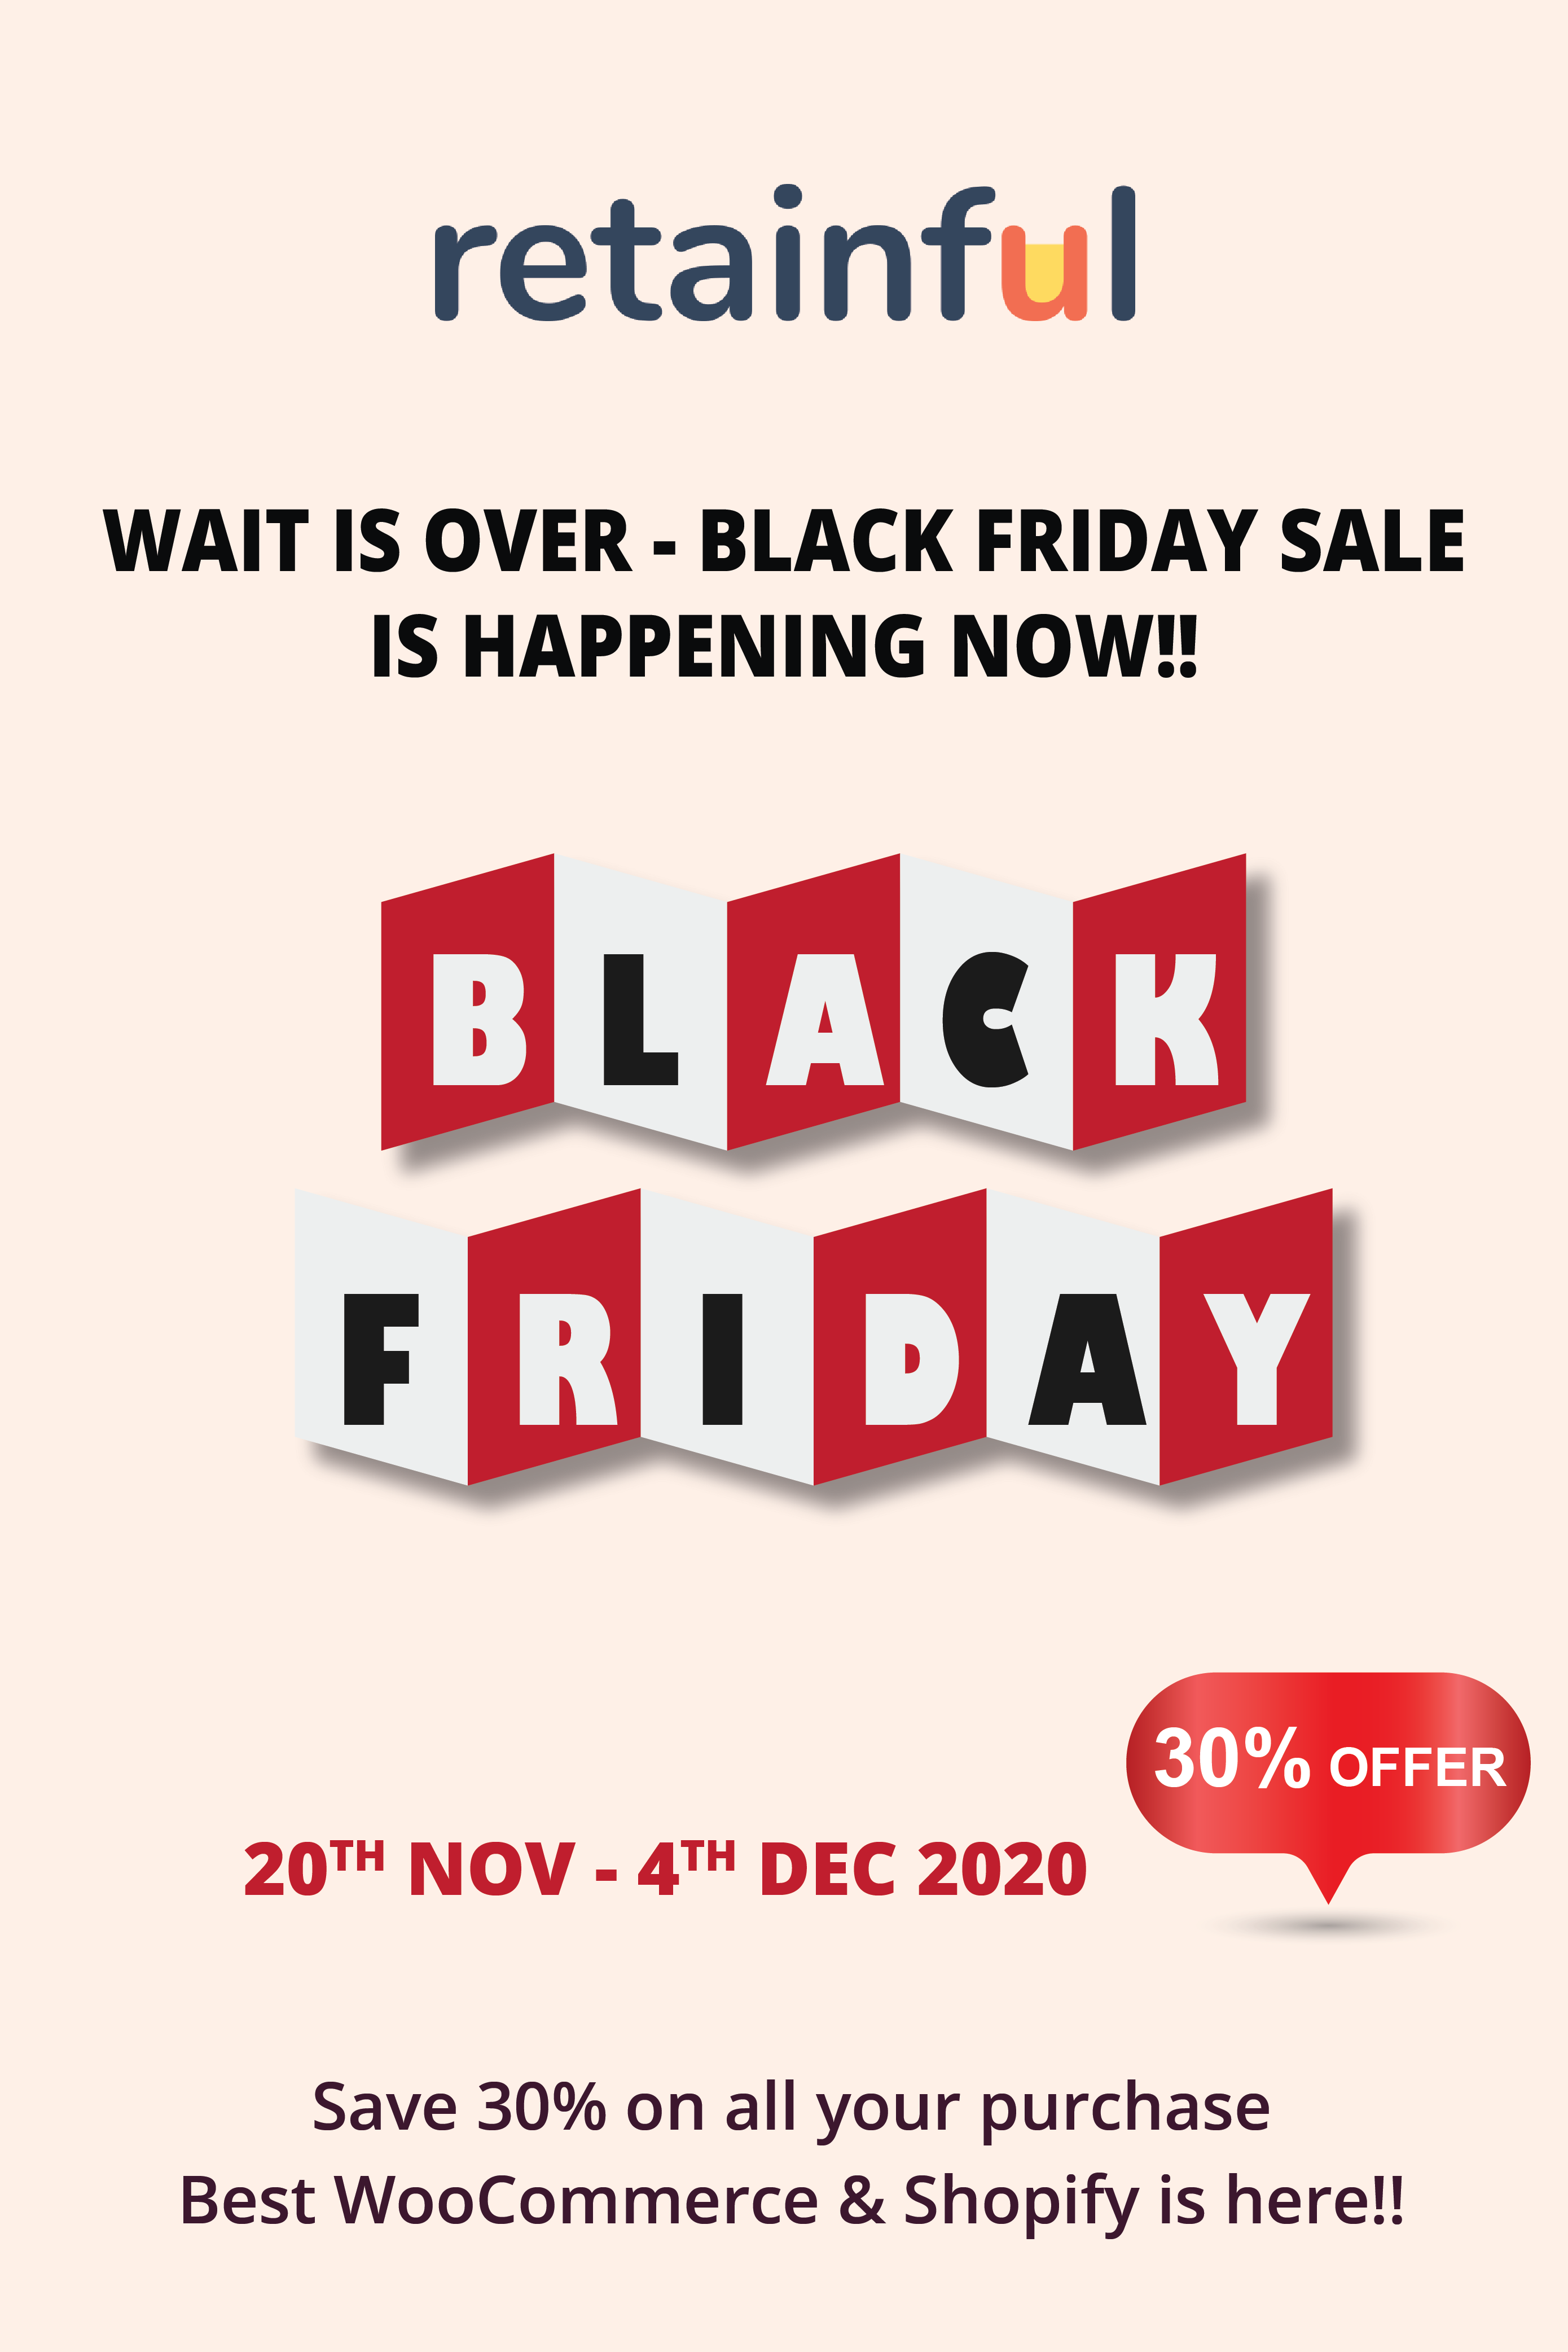 retainful
WAIT IS OVER - BLACK FRIDAY SALE
IS HAPPENING NOW!!
BLACK
FRIDAY
30% OFFER
20TH NOV - 4TH DEC 2020
Save 30% on all your purchase
Best WooCommerce & Shopify is here!!